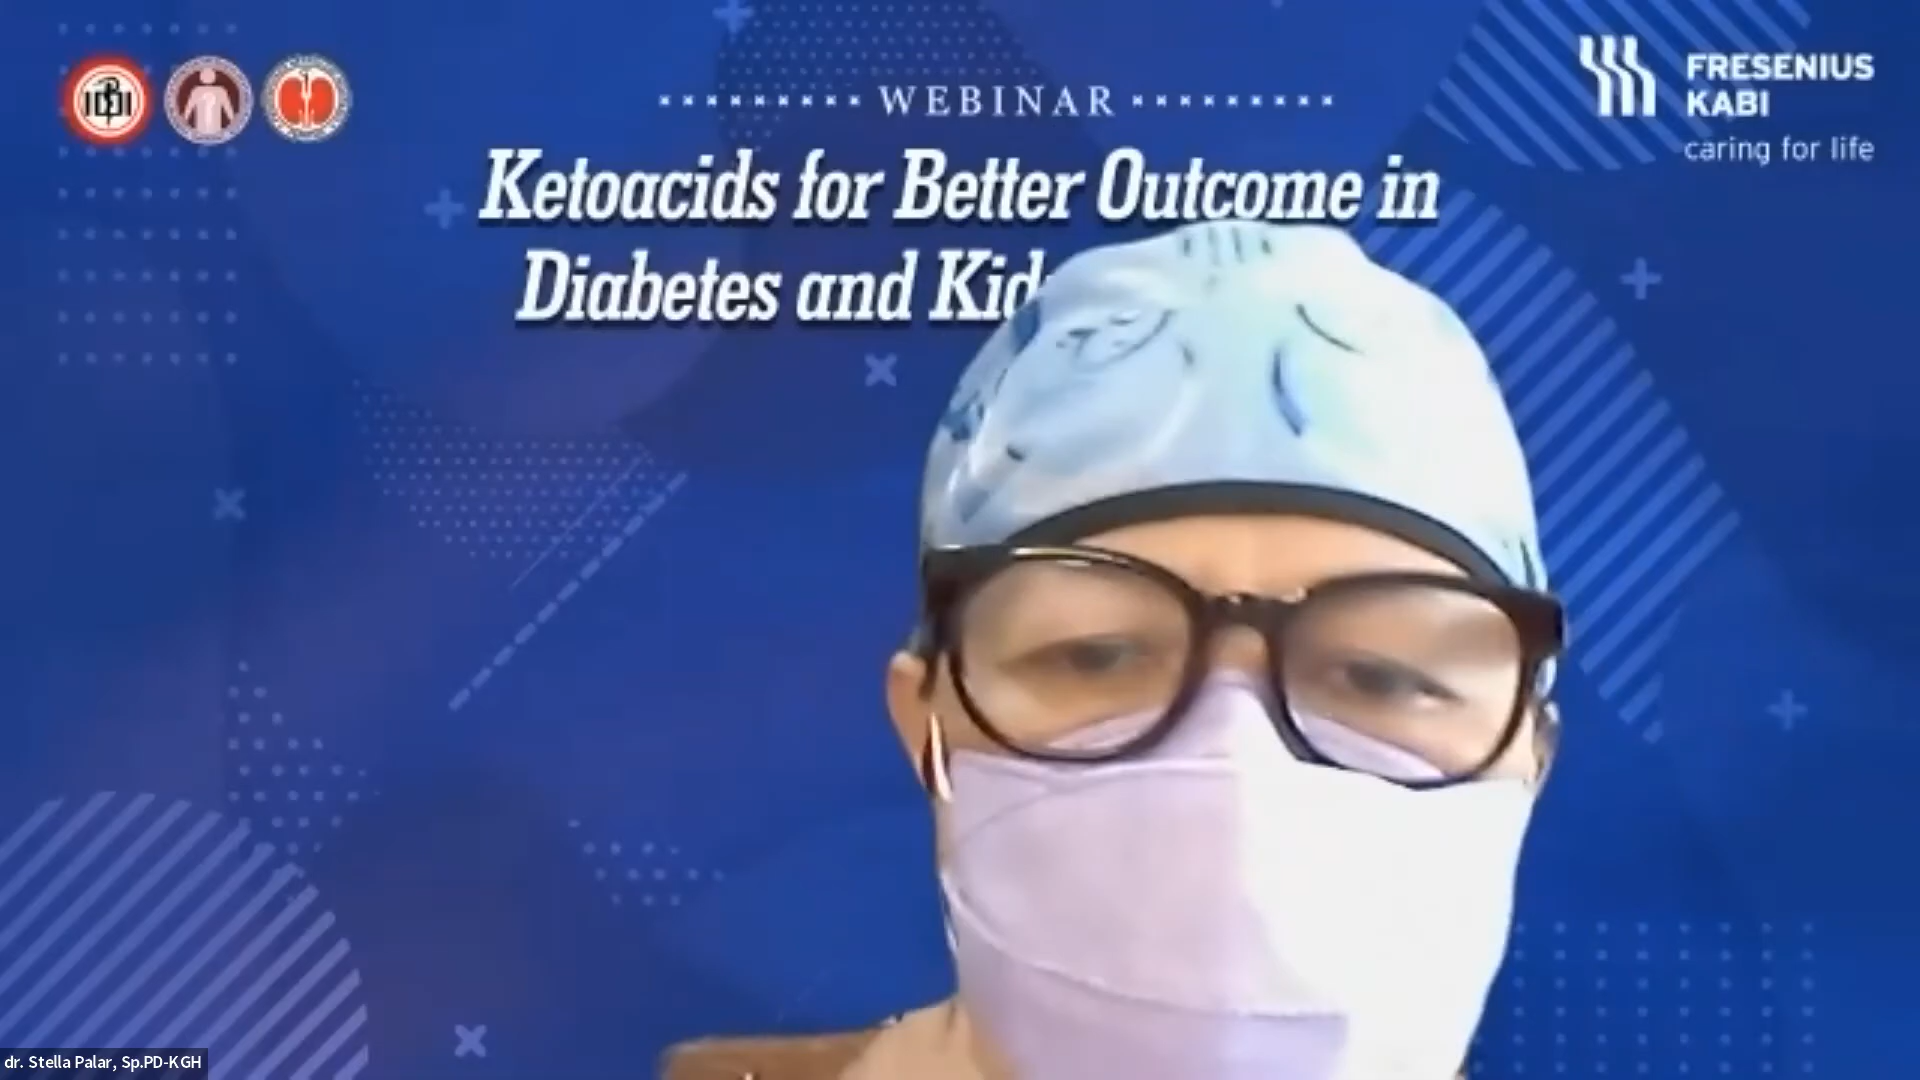 IDI
WEBINAR
Ketoacids for Better Outcome in
Diabetes and Kid
FRESENIUS
KABI
caring for life
dr. Stella Palar, Sp.PD-KGH